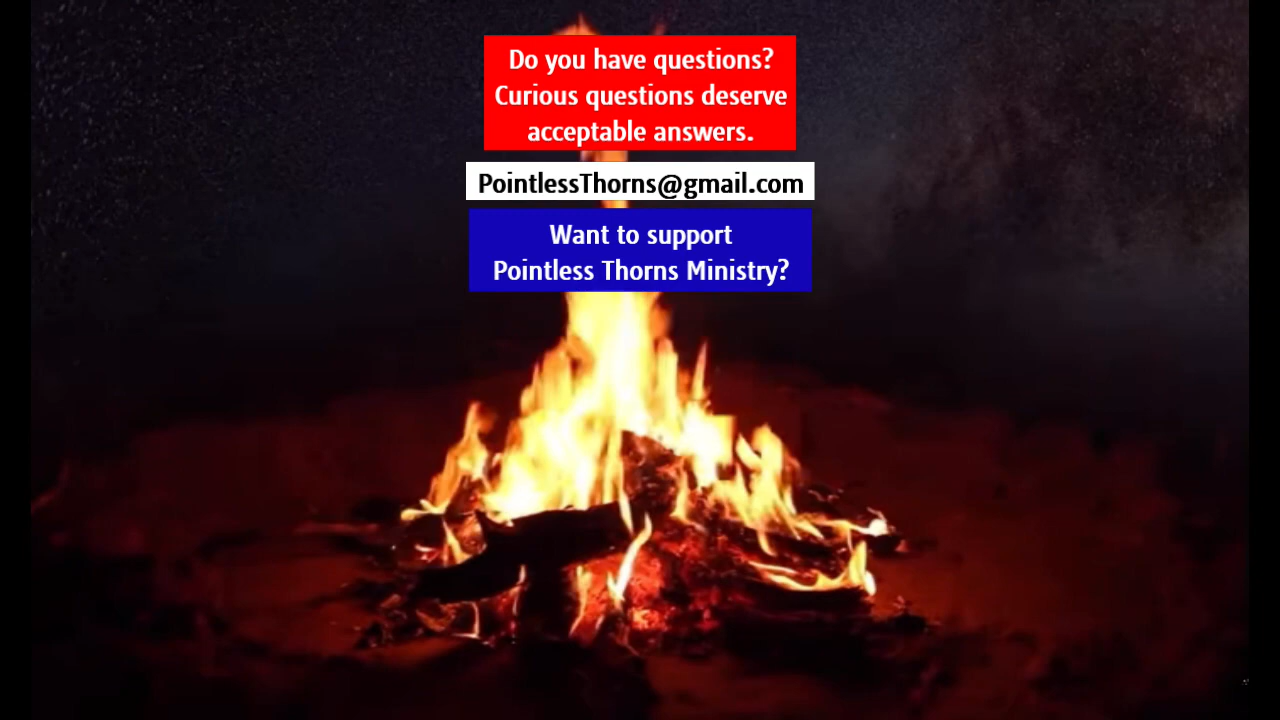 Do you have questions?
Curious questions deserve
acceptable answers.
PointlessThorns@gmail.com
Want to support
Pointless Thorns Ministry?